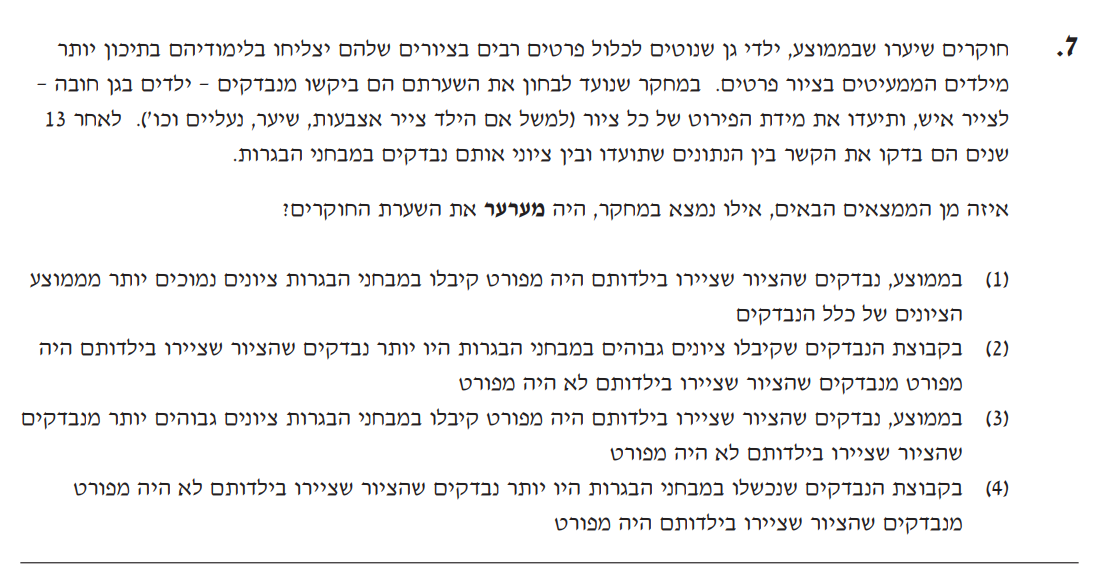 7. חוקרים שיערו שבממוצע, ילדי גן שנוטים לכלול פרטים רבים בציורים שלהם יצליחו בלימודיהם בתיכון יותר
מילדים הממעיטים בציור פרטים. במחקר שנועד לבחון את השערתם הם ביקשו מנבדקים – ילדים בגן חובה –
לצייר איש, ותיעדו את מידת הפירוט של כל ציור (למשל אם הילד צייר אצבעות, שיער, נעליים וכו'). לאחר 13
שנים הם בדקו את הקשר בין הנתונים שתועדו ובין ציוני אותם נבדקים במבחני הבגרות.
איזה מן הממצאים הבאים, אילו נמצא במחקר, היה מערער את השערת החוקרים?
(1) בממוצע, נבדקים שהציור שציירו בילדותם היה מפורט קיבלו במבחני הבגרות ציונים נמוכים יותר מממוצע
הציונים של כלל הנבדקים
(2) בקבוצת הנבדקים שקיבלו ציונים גבוהים במבחני הבגרות היו יותר נבדקים שהציור שציירו בילדותם היה
מפורט מנבדקים שהציור שציירו בילדותם לא היה מפורט
(3) בממוצע, נבדקים שהציור שציירו בילדותם היה מפורט קיבלו במבחני הבגרות ציונים גבוהים יותר מנבדקים
שהציור שציירו בילדותם לא היה מפורט
(4) בקבוצת הנבדקים שנכשלו במבחני הבגרות היו יותר נבדקים שהציור שציירו בילדותם לא היה מפורט
מנבדקים שהציור שציירו בילדותם היה מפורט